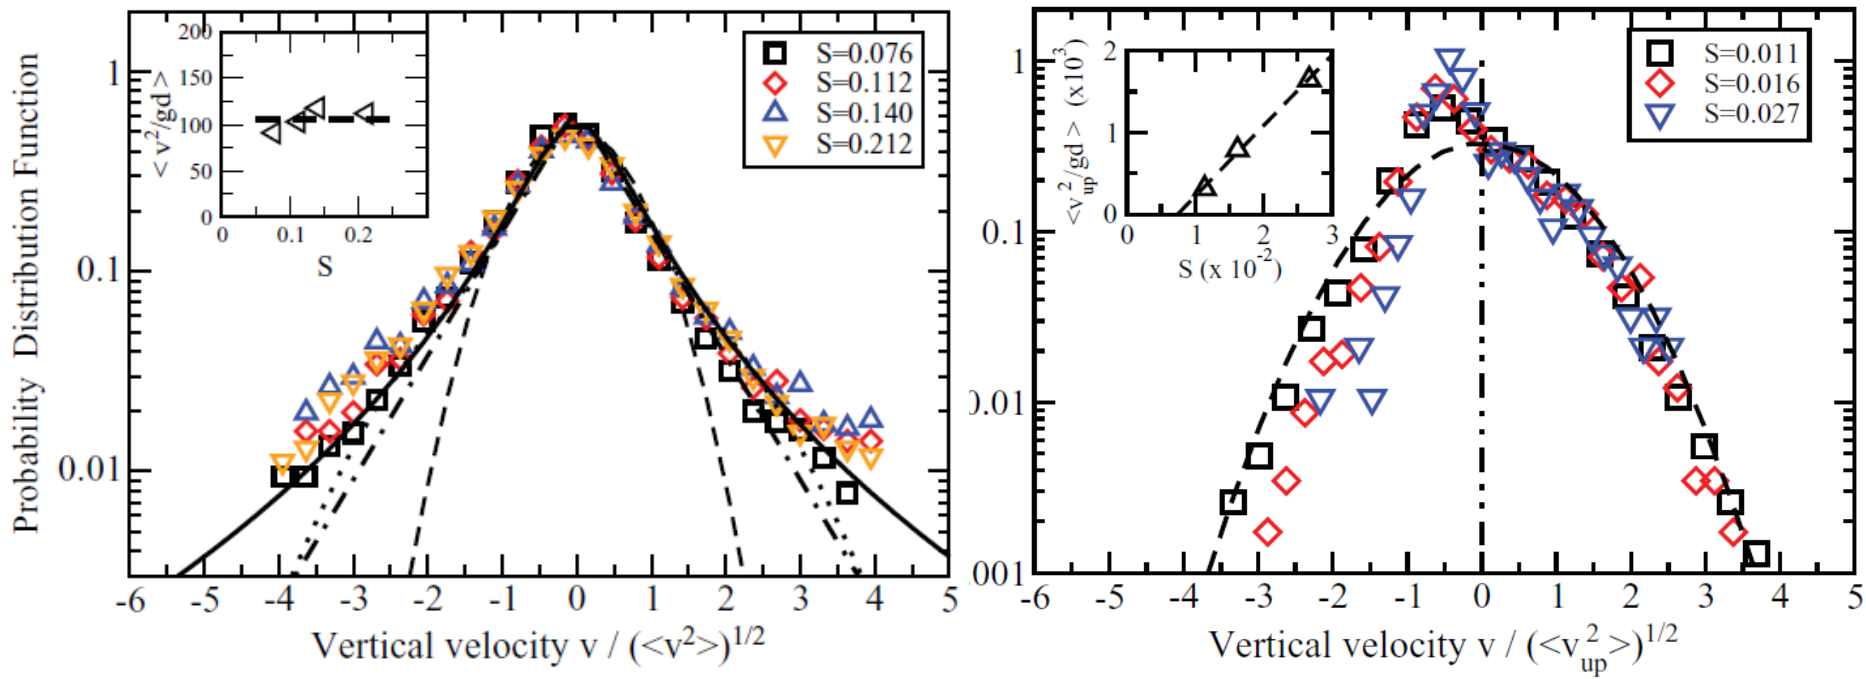 Probability Distribution Function
1
0.1
0.01
-6 -5 -4 -3 -2 -1 0 1 2 3 4 5
Vertical velocity v / (<v²>)^1/2
< v²/gd >
200
150
100
50
0
0 0.1 0.2
S
S=0.076
S=0.112
S=0.140
S=0.212
1
0.1
0.01
001
-6 -5 -4 -3 -2 -1 0 1 2 3 4 5
Vertical velocity v / (<v_up²>)^1/2
<v_up²/gd > (x10³)
2
1
0
0 1 2 3
S (x 10⁻²)
S=0.011
S=0.016
S=0.027